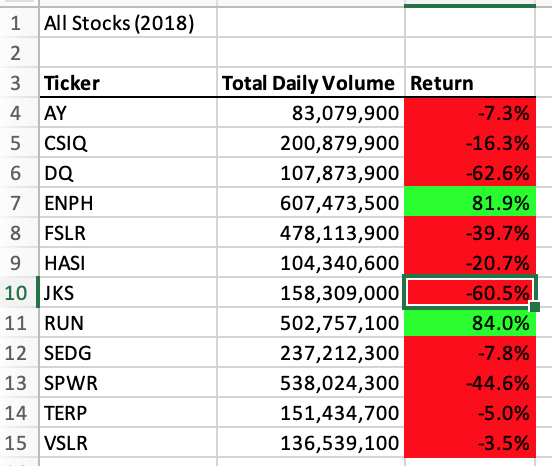 1 All Stocks (2018)
2
3 Ticker Total Daily Volume Return
4 AY 83,079,900 -7.3%
5 CSIQ 200,879,900 -16.3%
6 DQ 107,873,900 -62.6%
7 ENPH 607,473,500 81.9%
8 FSLR 478,113,900 -39.7%
9 HASI 104,340,600 -20.7%
10 JKS 158,309,000 -60.5%
11 RUN 502,757,100 84.0%
12 SEDG 237,212,300 -7.8%
13 SPWR 538,024,300 -44.6%
14 TERP 151,434,700 -5.0%
15 VSLR 136,539,100 -3.5%